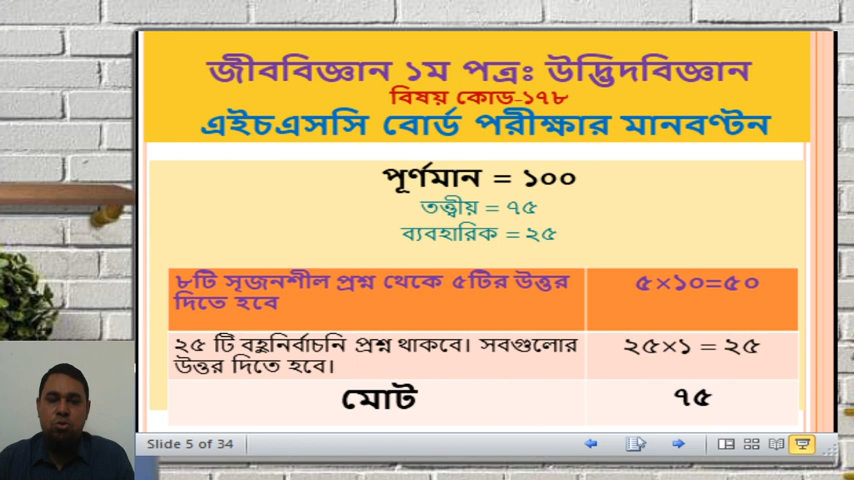 জীববিজ্ঞান ১ম পত্রঃ উদ্ভিদবিজ্ঞান
বিষয় কোড-১৭৮
এইচএসসি বোর্ড পরীক্ষার মানবণ্টন
পূর্ণমান = ১০০
তত্ত্বীয় = ৭৫
ব্যবহারিক = ২৫
৮টি সৃজনশীল প্রশ্ন থেকে ৫টির উত্তর
দিতে হবে
৫×১০=৫০
২৫ টি বহুনির্বাচনি প্রশ্ন থাকবে। সবগুলোর
উত্তর দিতে হবে।
২৫×১ = ২৫
মোট
৭৫
Slide 5 of 34